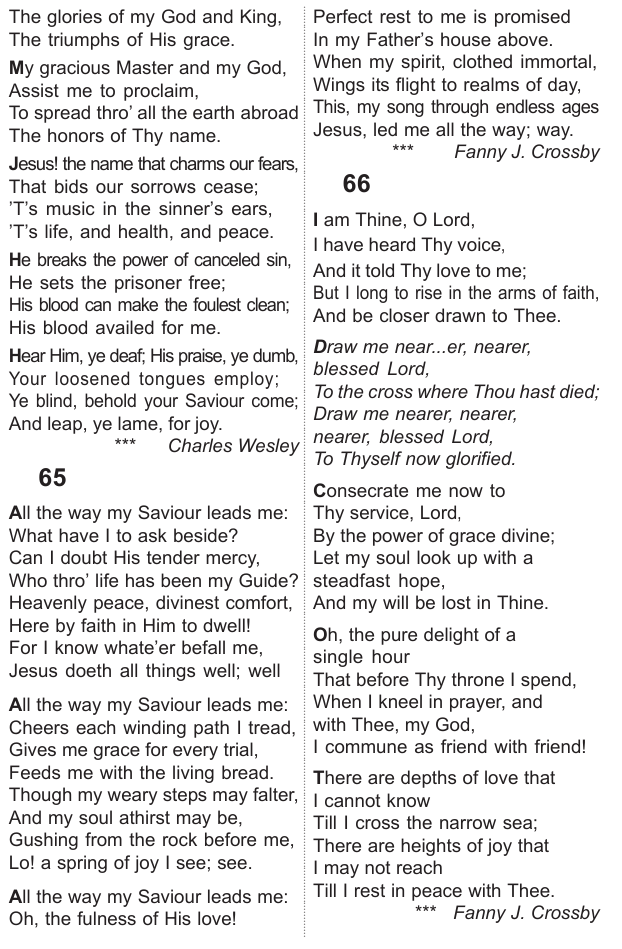 The glories of my God and King,
The triumphs of His grace.
My gracious Master and my God,
Assist me to proclaim,
To spread thro’ all the earth abroad
The honors of Thy name.
Jesus! the name that charms our fears,
That bids our sorrows cease;
’T’s music in the sinner’s ears,
’T’s life, and health, and peace.
He breaks the power of canceled sin,
He sets the prisoner free;
His blood can make the foulest clean;
His blood availed for me.
Hear Him, ye deaf; His praise, ye dumb,
Your loosened tongues employ;
Ye blind, behold your Saviour come;
And leap, ye lame, for joy.
*** Charles Wesley
65
All the way my Saviour leads me:
What have I to ask beside?
Can I doubt His tender mercy,
Who thro’ life has been my Guide?
Heavenly peace, divinest comfort,
Here by faith in Him to dwell!
For I know whate’er befall me,
Jesus doeth all things well; well
All the way my Saviour leads me:
Cheers each winding path I tread,
Gives me grace for every trial,
Feeds me with the living bread.
Though my weary steps may falter,
And my soul athirst may be,
Gushing from the rock before me,
Lo! a spring of joy I see; see.
All the way my Saviour leads me:
Oh, the fulness of His love!
Perfect rest to me is promised
In my Father’s house above.
When my spirit, clothed immortal,
Wings its flight to realms of day,
This, my song through endless ages
Jesus, led me all the way; way.
*** Fanny J. Crossby
66
I am Thine, O Lord,
I have heard Thy voice,
And it told Thy love to me;
But I long to rise in the arms of faith,
And be closer drawn to Thee.
Draw me near...er, nearer,
blessed Lord,
To the cross where Thou hast died;
Draw me nearer, nearer,
nearer, blessed Lord,
To Thyself now glorified.
Consecrate me now to
Thy service, Lord,
By the power of grace divine;
Let my soul look up with a
steadfast hope,
And my will be lost in Thine.
Oh, the pure delight of a
single hour
That before Thy throne I spend,
When I kneel in prayer, and
with Thee, my God,
I commune as friend with friend!
There are depths of love that
I cannot know
Till I cross the narrow sea;
There are heights of joy that
I may not reach
Till I rest in peace with Thee.
*** Fanny J. Crossby